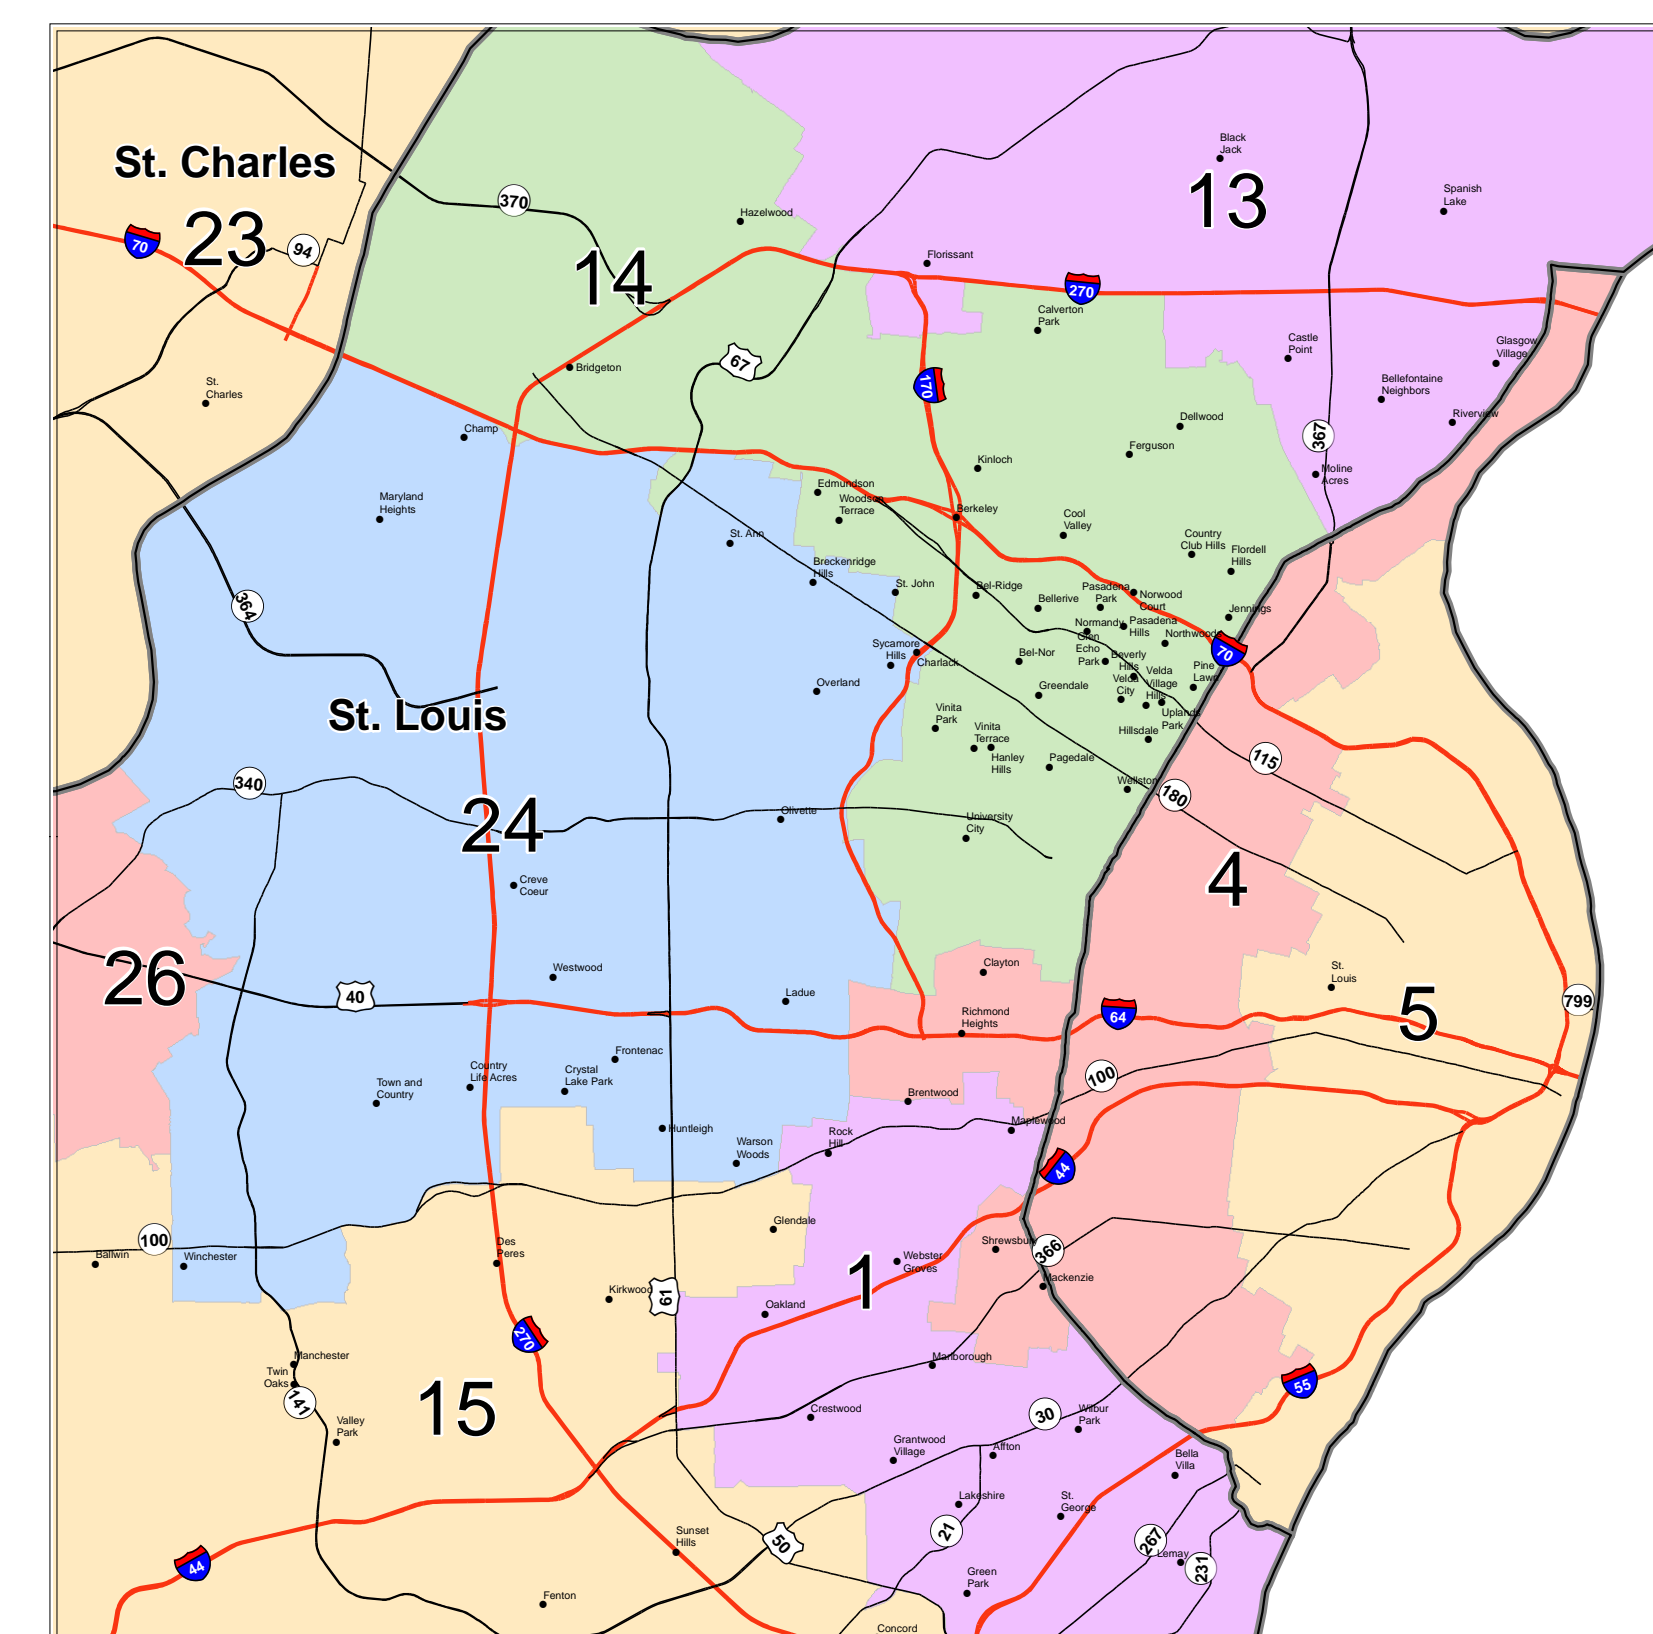 Black
Jack
St. Charles
13
Spanish
Lake
370
Hazelwood
23
94
70
14
Florissant
270
Calverton
Park
Castle
Point
Glasgow
Village
67
Bridgeton
170
St.
Charles
Bellefontaine
Neighbors
Dellwood
Riverview
Champ
367
Ferguson
Kinloch
Moline
Acres
Edmundson
Maryland
Heights
Woodson
Terrace
Berkeley
Cool
Valley
St. Ann
Country
Club Hills
Flordell
Hills
Breckenridge
Hills
St. John
Bel-Ridge
Pasadena
Park
Norwood
Court
Bellerive
364
Jennings
Normandy
Pasadena
Hills
Northwoods
Glen
Echo
Park
Sycamore
Hills
Charlack
Bel-Nor
Beverly
Hills
70
Pine
Lawn
Velda
City
Velda
Village
Hills
Overland
Greendale
St. Louis
Vinita
Park
Uplands
Park
Vinita
Terrace
Hillsdale
Hanley
Hills
Pagedale
115
340
Wellston
180
24
Olivette
University
City
4
Creve
Coeur
26
Westwood
Clayton
St.
Louis
40
Ladue
5
799
Richmond
Heights
64
Frontenac
Country
Life Acres
Crystal
Lake Park
100
Town and
Country
Brentwood
Maplewood
Huntleigh
Rock
Hill
Warson
Woods
44
Glendale
100
Des
Peres
Shrewsbury
366
Ballwin
Winchester
Webster
Groves
1
Mackenzie
Kirkwood
61
Oakland
270
Manchester
Marlborough
Twin
Oaks
55
141
15
Crestwood
30
Wilbur
Park
Valley
Park
Grantwood
Village
Affton
Bella
Villa
Lakeshire
St.
George
Sunset
Hills
50
21
267
Lemay
231
44
Green
Park
Fenton
Concord